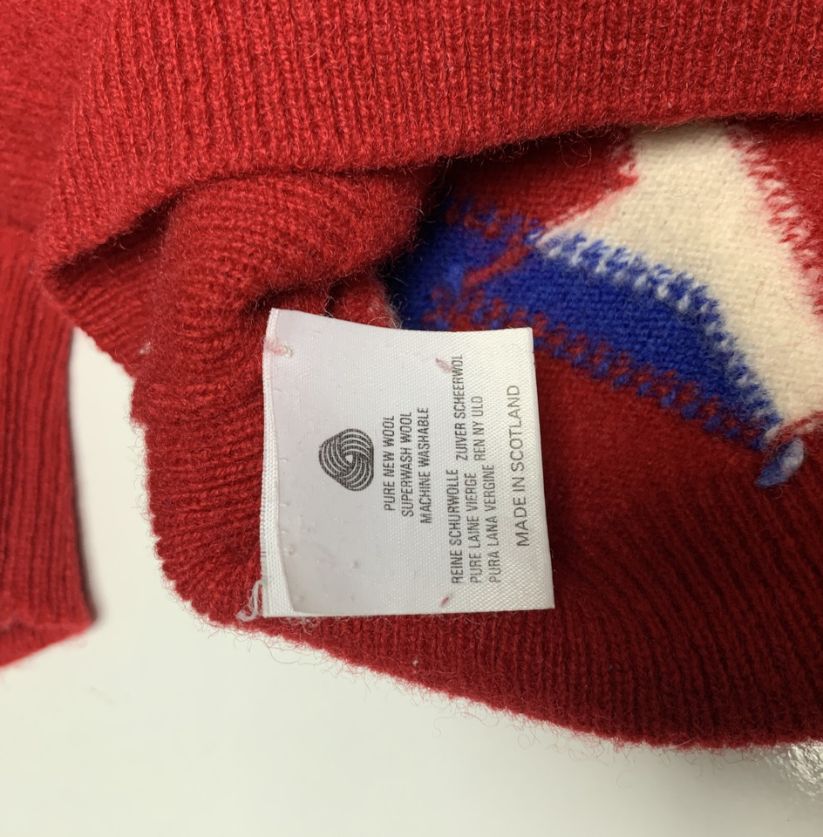 PURE NEW WOOL
SUPERWASH WOOL
MACHINE WASHABLE
REINE SCHURWOLLE ZUIVER SCHEERWOL
PURE LAINE VIERGE REN NY ULD
PURA LANA VERGINE
MADE IN SCOTLAND